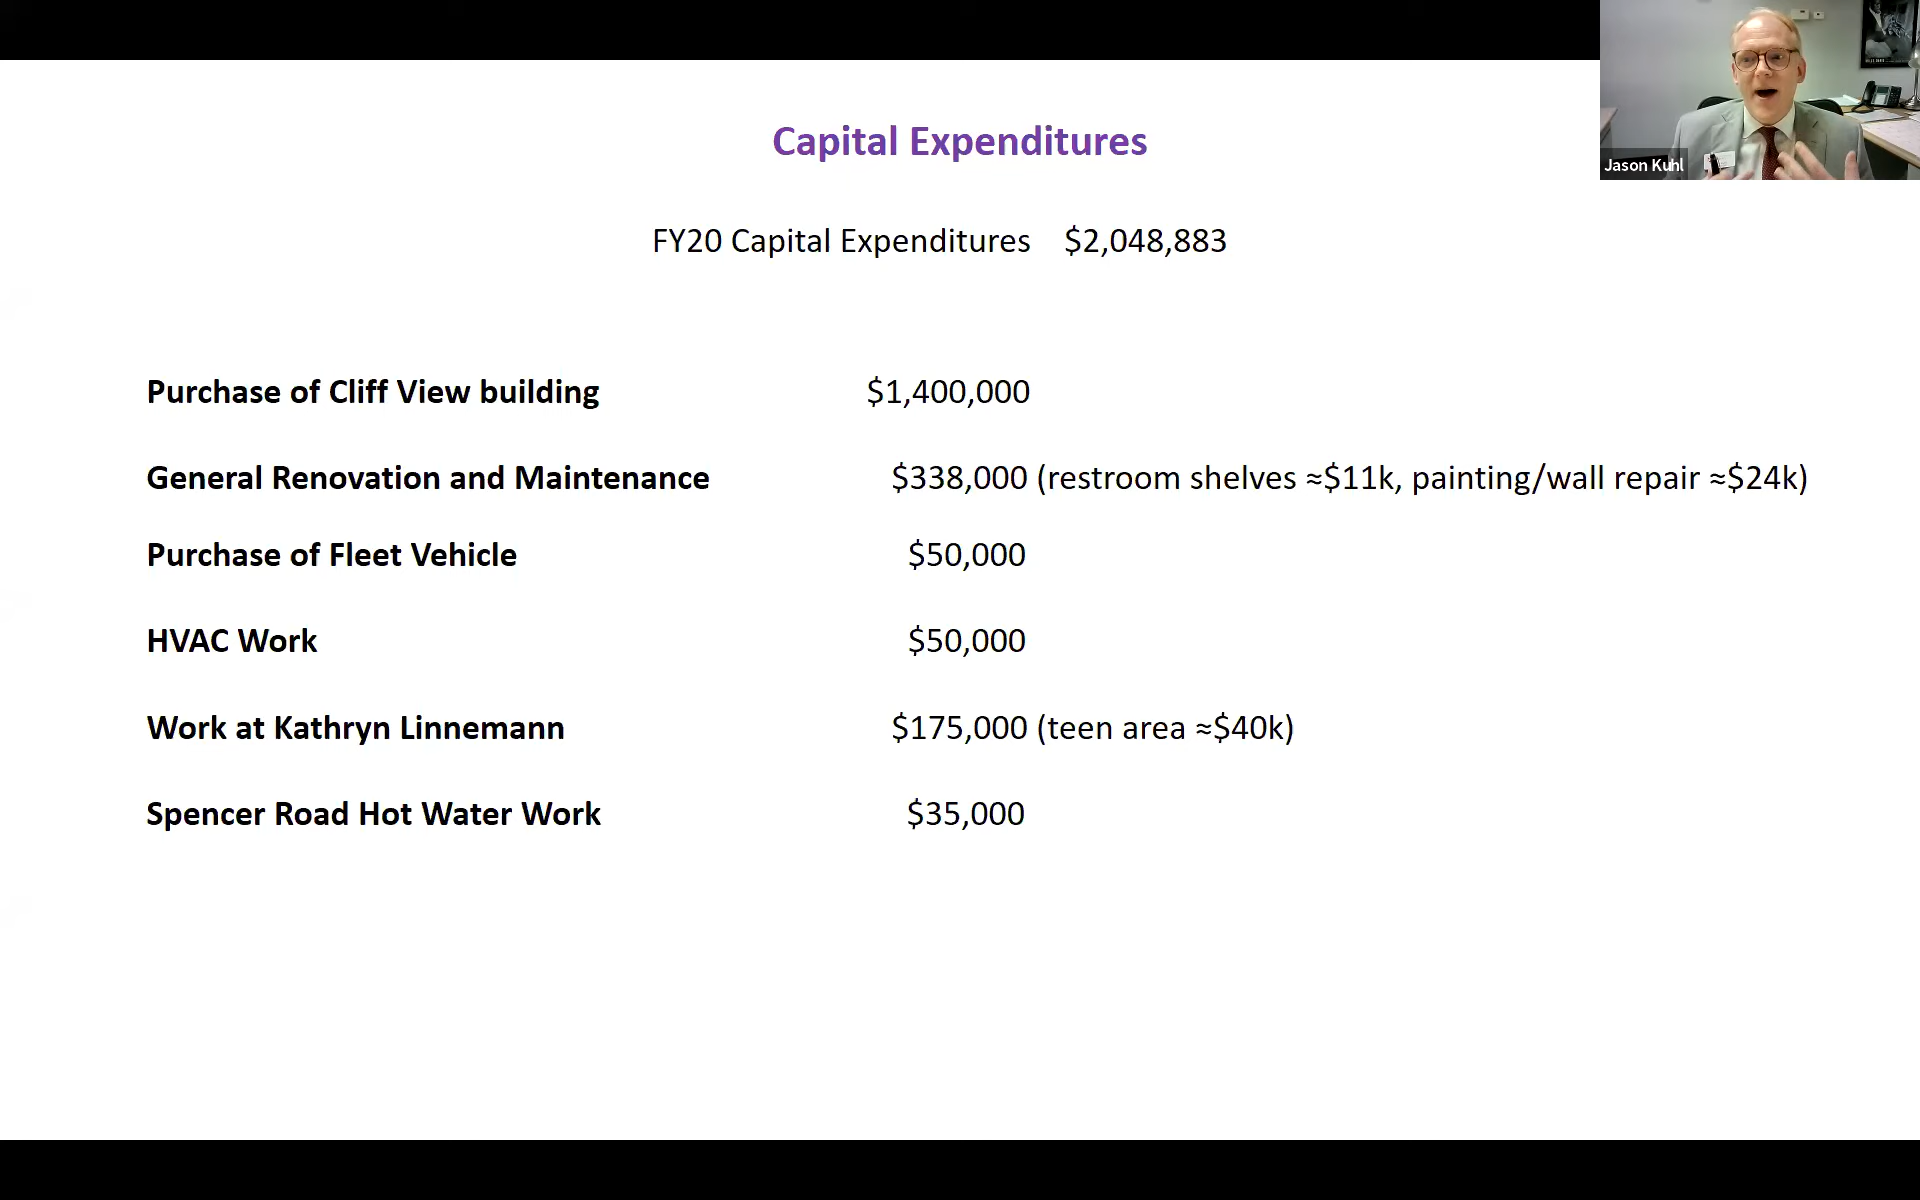 Capital Expenditures
FY20 Capital Expenditures $2,048,883
Purchase of Cliff View building $1,400,000
General Renovation and Maintenance $338,000 (restroom shelves ≈$11k, painting/wall repair ≈$24k)
Purchase of Fleet Vehicle $50,000
HVAC Work $50,000
Work at Kathryn Linnemann $175,000 (teen area ≈$40k)
Spencer Road Hot Water Work $35,000
Jason Kuhl